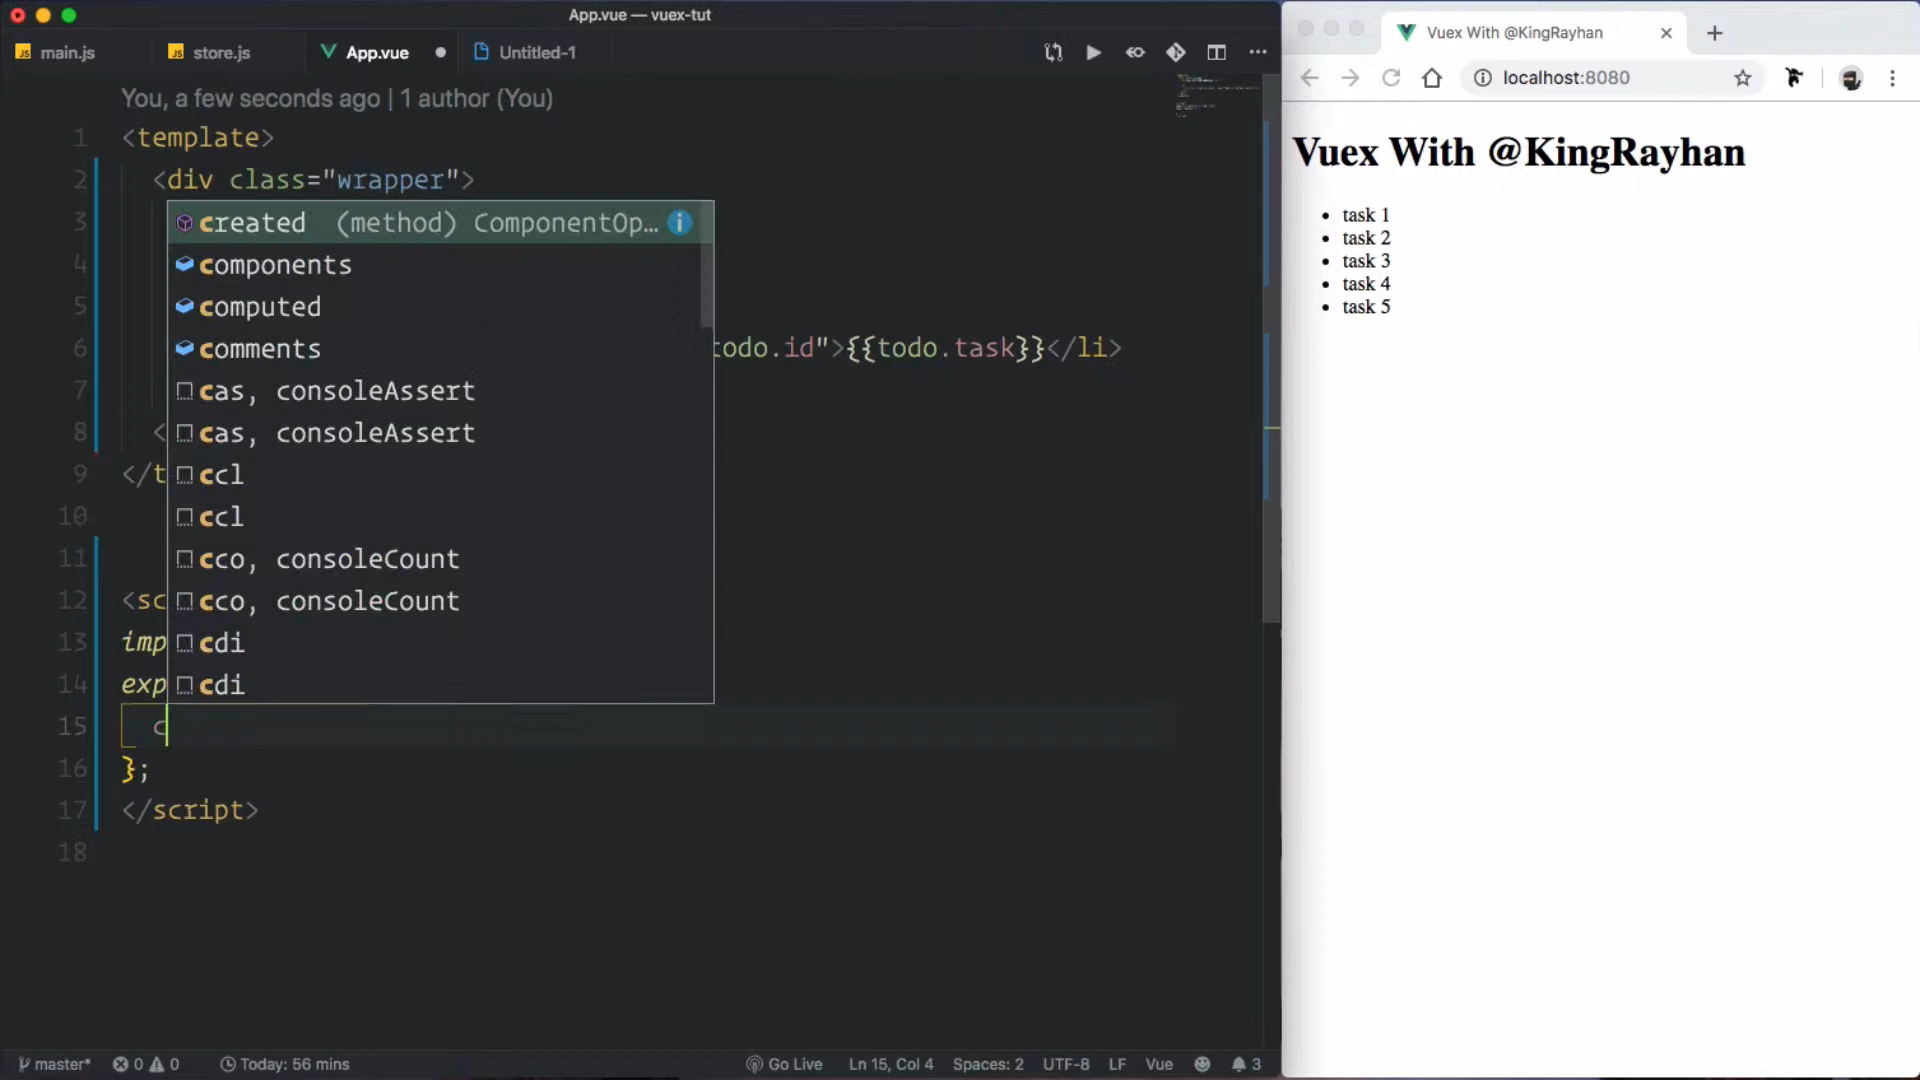 App.vue — vuex-tut
main.js
store.js
App.vue
Untitled-1
You, a few seconds ago | 1 author (You)
1 <template>
2 <div class="wrapper">
3
4
5
6 todo.id">{{todo.task}}</li>
7
8 <
9 </t
10
11
12 <sc
13 imp
14 exp
15 c
16 };
17 </script>
18
created (method) ComponentOp…
components
computed
comments
cas, consoleAssert
cas, consoleAssert
ccl
ccl
cco, consoleCount
cco, consoleCount
cdi
cdi
master* 0 0 Today: 56 mins Go Live Ln 15, Col 4 Spaces: 2 UTF-8 LF Vue 3
Vuex With @KingRayhan
localhost:8080
Vuex With @KingRayhan
• task 1
• task 2
• task 3
• task 4
• task 5